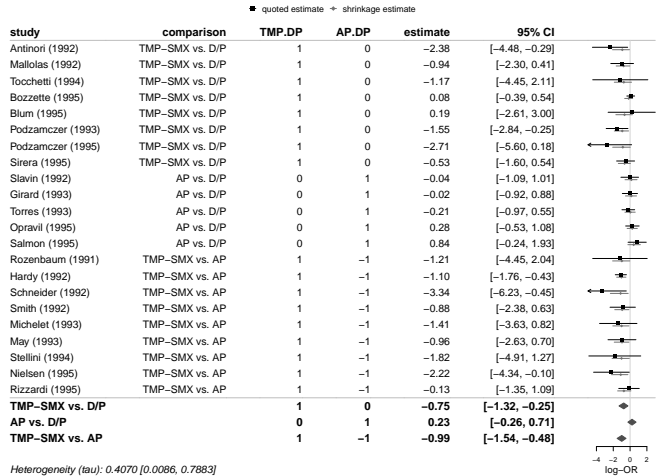 quoted estimate shrinkage estimate
study comparison TMP.DP AP.DP estimate 95% CI
Antinori (1992) TMP−SMX vs. D/P 1 0 −2.38 [−4.48, −0.29]
Mallolas (1992) TMP−SMX vs. D/P 1 0 −0.94 [−2.30, 0.41]
Tocchetti (1994) TMP−SMX vs. D/P 1 0 −1.17 [−4.45, 2.11]
Bozzette (1995) TMP−SMX vs. D/P 1 0 0.08 [−0.39, 0.54]
Blum (1995) TMP−SMX vs. D/P 1 0 0.19 [−2.61, 3.00]
Podzamczer (1993) TMP−SMX vs. D/P 1 0 −1.55 [−2.84, −0.25]
Podzamczer (1995) TMP−SMX vs. D/P 1 0 −2.71 [−5.60, 0.18]
Sirera (1995) TMP−SMX vs. D/P 1 0 −0.53 [−1.60, 0.54]
Slavin (1992) AP vs. D/P 0 1 −0.04 [−1.09, 1.01]
Girard (1993) AP vs. D/P 0 1 −0.02 [−0.92, 0.88]
Torres (1993) AP vs. D/P 0 1 −0.21 [−0.97, 0.55]
Opravil (1995) AP vs. D/P 0 1 0.28 [−0.53, 1.08]
Salmon (1995) AP vs. D/P 0 1 0.84 [−0.24, 1.93]
Rozenbaum (1991) TMP−SMX vs. AP 1 −1 −1.21 [−4.45, 2.04]
Hardy (1992) TMP−SMX vs. AP 1 −1 −1.10 [−1.76, −0.43]
Schneider (1992) TMP−SMX vs. AP 1 −1 −3.34 [−6.23, −0.45]
Smith (1992) TMP−SMX vs. AP 1 −1 −0.88 [−2.38, 0.63]
Michelet (1993) TMP−SMX vs. AP 1 −1 −1.41 [−3.63, 0.82]
May (1993) TMP−SMX vs. AP 1 −1 −0.96 [−2.63, 0.70]
Stellini (1994) TMP−SMX vs. AP 1 −1 −1.82 [−4.91, 1.27]
Nielsen (1995) TMP−SMX vs. AP 1 −1 −2.22 [−4.34, −0.10]
Rizzardi (1995) TMP−SMX vs. AP 1 −1 −0.13 [−1.35, 1.09]
TMP−SMX vs. D/P 1 0 −0.75 [−1.32, −0.25]
AP vs. D/P 0 1 0.23 [−0.26, 0.71]
TMP−SMX vs. AP 1 −1 −0.99 [−1.54, −0.48]
−4 −2 0 2
Heterogeneity (tau): 0.4070 [0.0086, 0.7883] log−OR